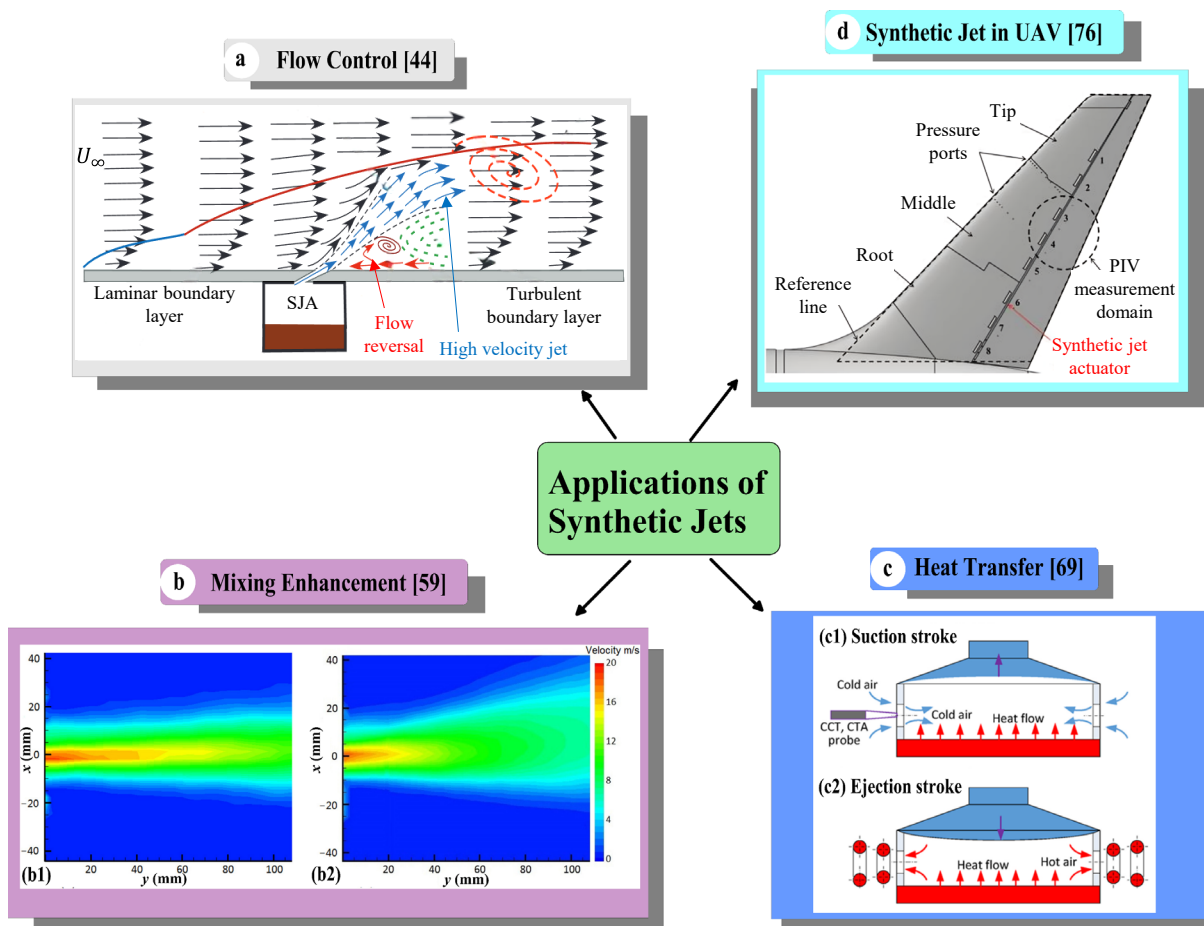 a
Flow Control [44]
U∞
Laminar boundary
layer
SJA
Flow
reversal
High velocity jet
Turbulent
boundary layer
d
Synthetic Jet in UAV [76]
Tip
Pressure
ports
Middle
Root
Reference
line
1
2
3
4
5
6
7
8
PIV
measurement
domain
Synthetic jet
actuator
Applications of
Synthetic Jets
b
Mixing Enhancement [59]
x (mm)
40
20
0
−20
−40
20
40
60
80
100
y (mm)
(b1)
x (mm)
40
20
0
−20
−40
20
40
60
80
100
y (mm)
(b2)
Velocity m/s
20
16
12
8
4
0
c
Heat Transfer [69]
(c1) Suction stroke
Cold air
Cold air
Heat flow
CCT, CTA
probe
(c2) Ejection stroke
Heat flow
Hot air